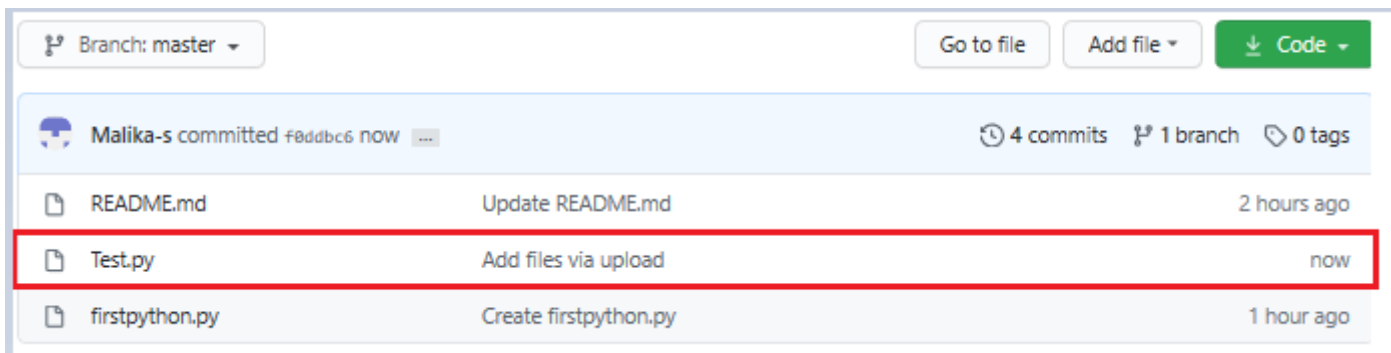 Branch: master Go to file Add file Code
Malika-s committed f0ddbc6 now ... 4 commits 1 branch 0 tags
README.md Update README.md 2 hours ago
Test.py Add files via upload now
firstpython.py Create firstpython.py 1 hour ago